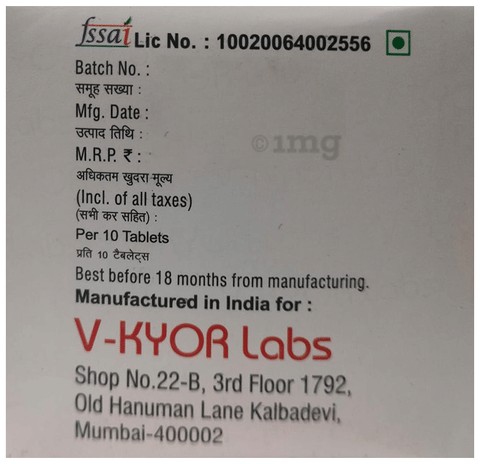 fssai Lic No. : 10020064002556
Batch No. :
समूह सख्या :
Mfg. Date :
उत्पाद तिथि :
M.R.P. ₹ :
अधिकतम खुदरा मूल्य
(Incl. of all taxes)
(सभी कर सहित) :
Per 10 Tablets
प्रति 10 टैबलेट्स
Best before 18 months from manufacturing.
Manufactured in India for :
V-KYOR Labs
Shop No.22-B, 3rd Floor 1792,
Old Hanuman Lane Kalbadevi,
Mumbai-400002
©1mg